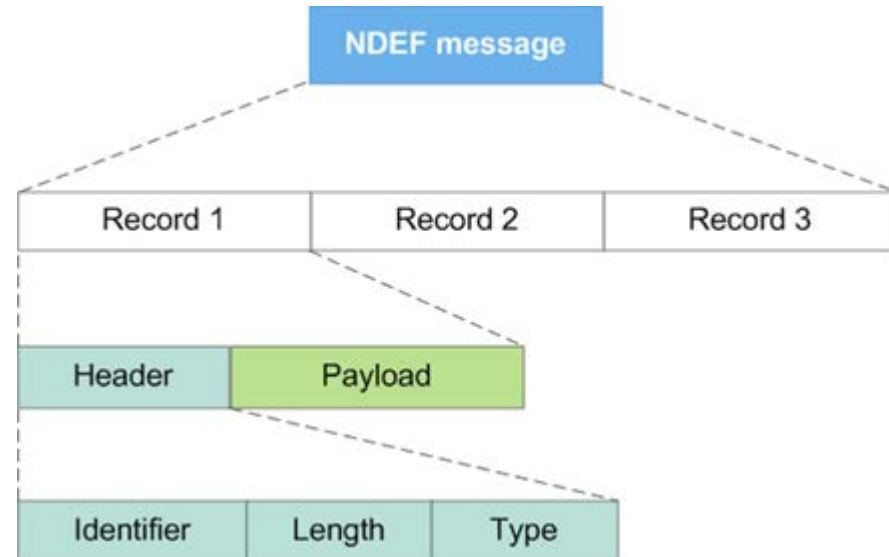 NDEF message
Record 1 Record 2 Record 3
Header Payload
Identifier Length Type